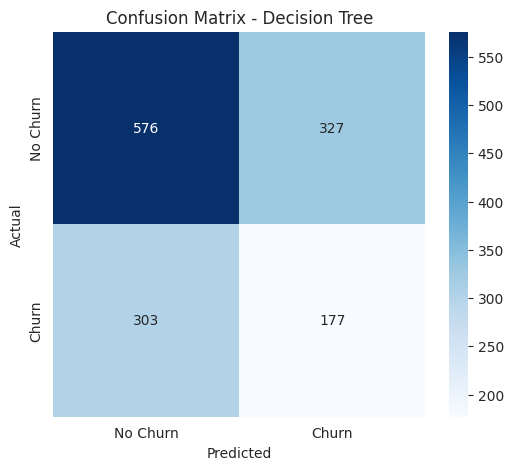 Confusion Matrix - Decision Tree
No Churn
576
327
Actual
Churn
303
177
No Churn
Churn
Predicted
550
500
450
400
350
300
250
200